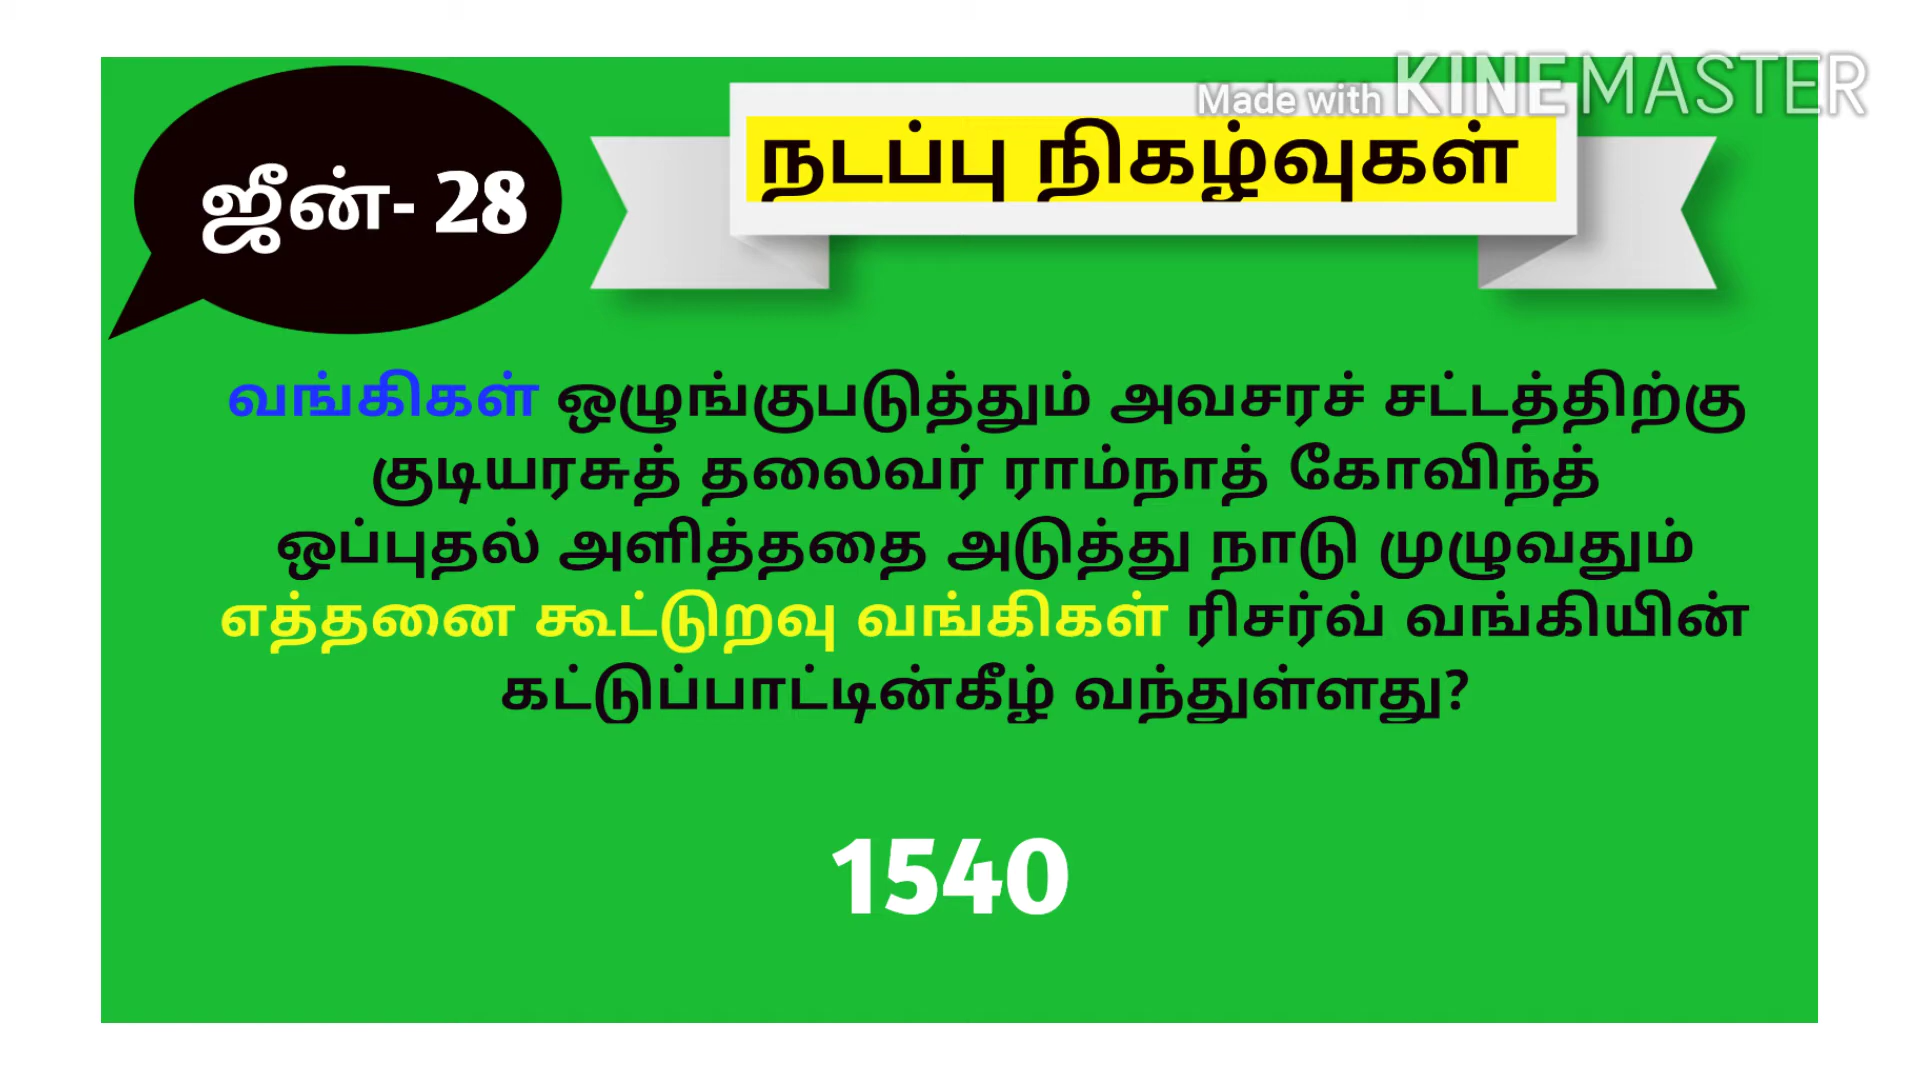 Made with KINEMASTER
ஜீன்- 28
நடப்பு நிகழ்வுகள்
வங்கிகள் ஒழுங்குபடுத்தும் அவசரச் சட்டத்திற்கு
குடியரசுத் தலைவர் ராம்நாத் கோவிந்த்
ஒப்புதல் அளித்ததை அடுத்து நாடு முழுவதும்
எத்தனை கூட்டுறவு வங்கிகள் ரிசர்வ் வங்கியின்
கட்டுப்பாட்டின்கீழ் வந்துள்ளது?
1540